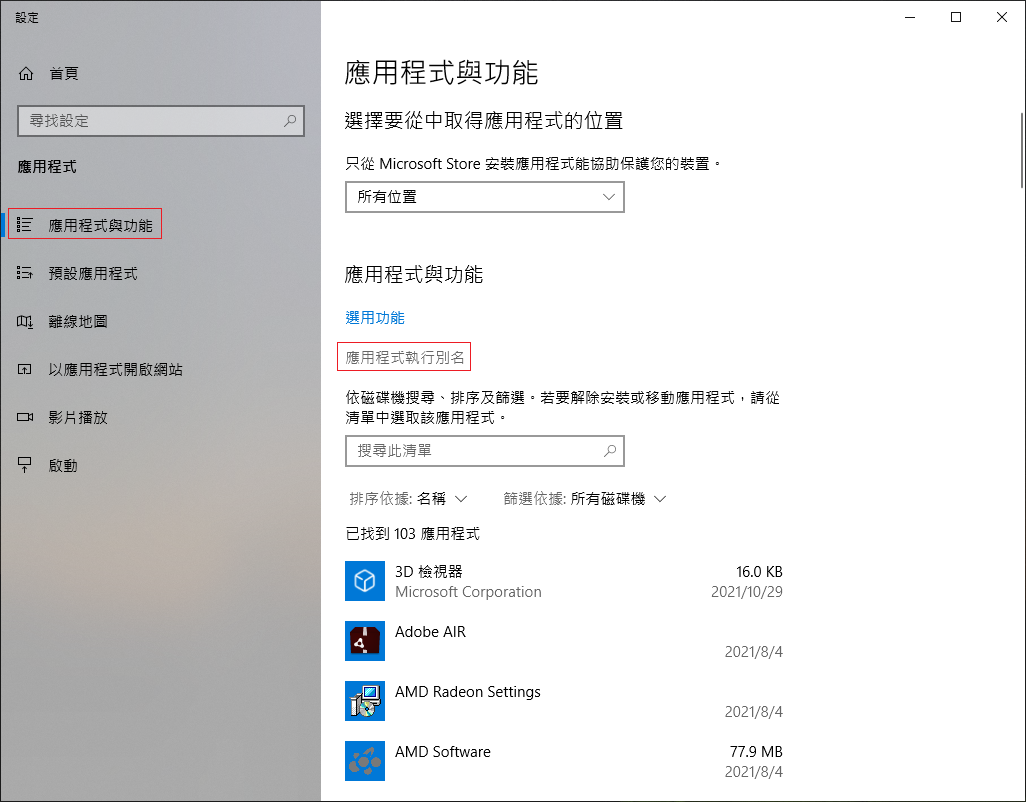 設定
首頁
尋找設定
應用程式
應用程式與功能
預設應用程式
離線地圖
以應用程式開啟網站
影片播放
啟動
應用程式與功能
選擇要從中取得應用程式的位置
只從 Microsoft Store 安裝應用程式能協助保護您的裝置。
所有位置
應用程式與功能
選用功能
應用程式執行別名
依磁碟機搜尋、排序及篩選。若要解除安裝或移動應用程式，請從
清單中選取該應用程式。
搜尋此清單
排序依據: 名稱 篩選依據: 所有磁碟機
已找到 103 應用程式
3D 檢視器 16.0 KB
Microsoft Corporation 2021/10/29
Adobe AIR
2021/8/4
AMD Radeon Settings
2021/8/4
AMD Software 77.9 MB
2021/8/4